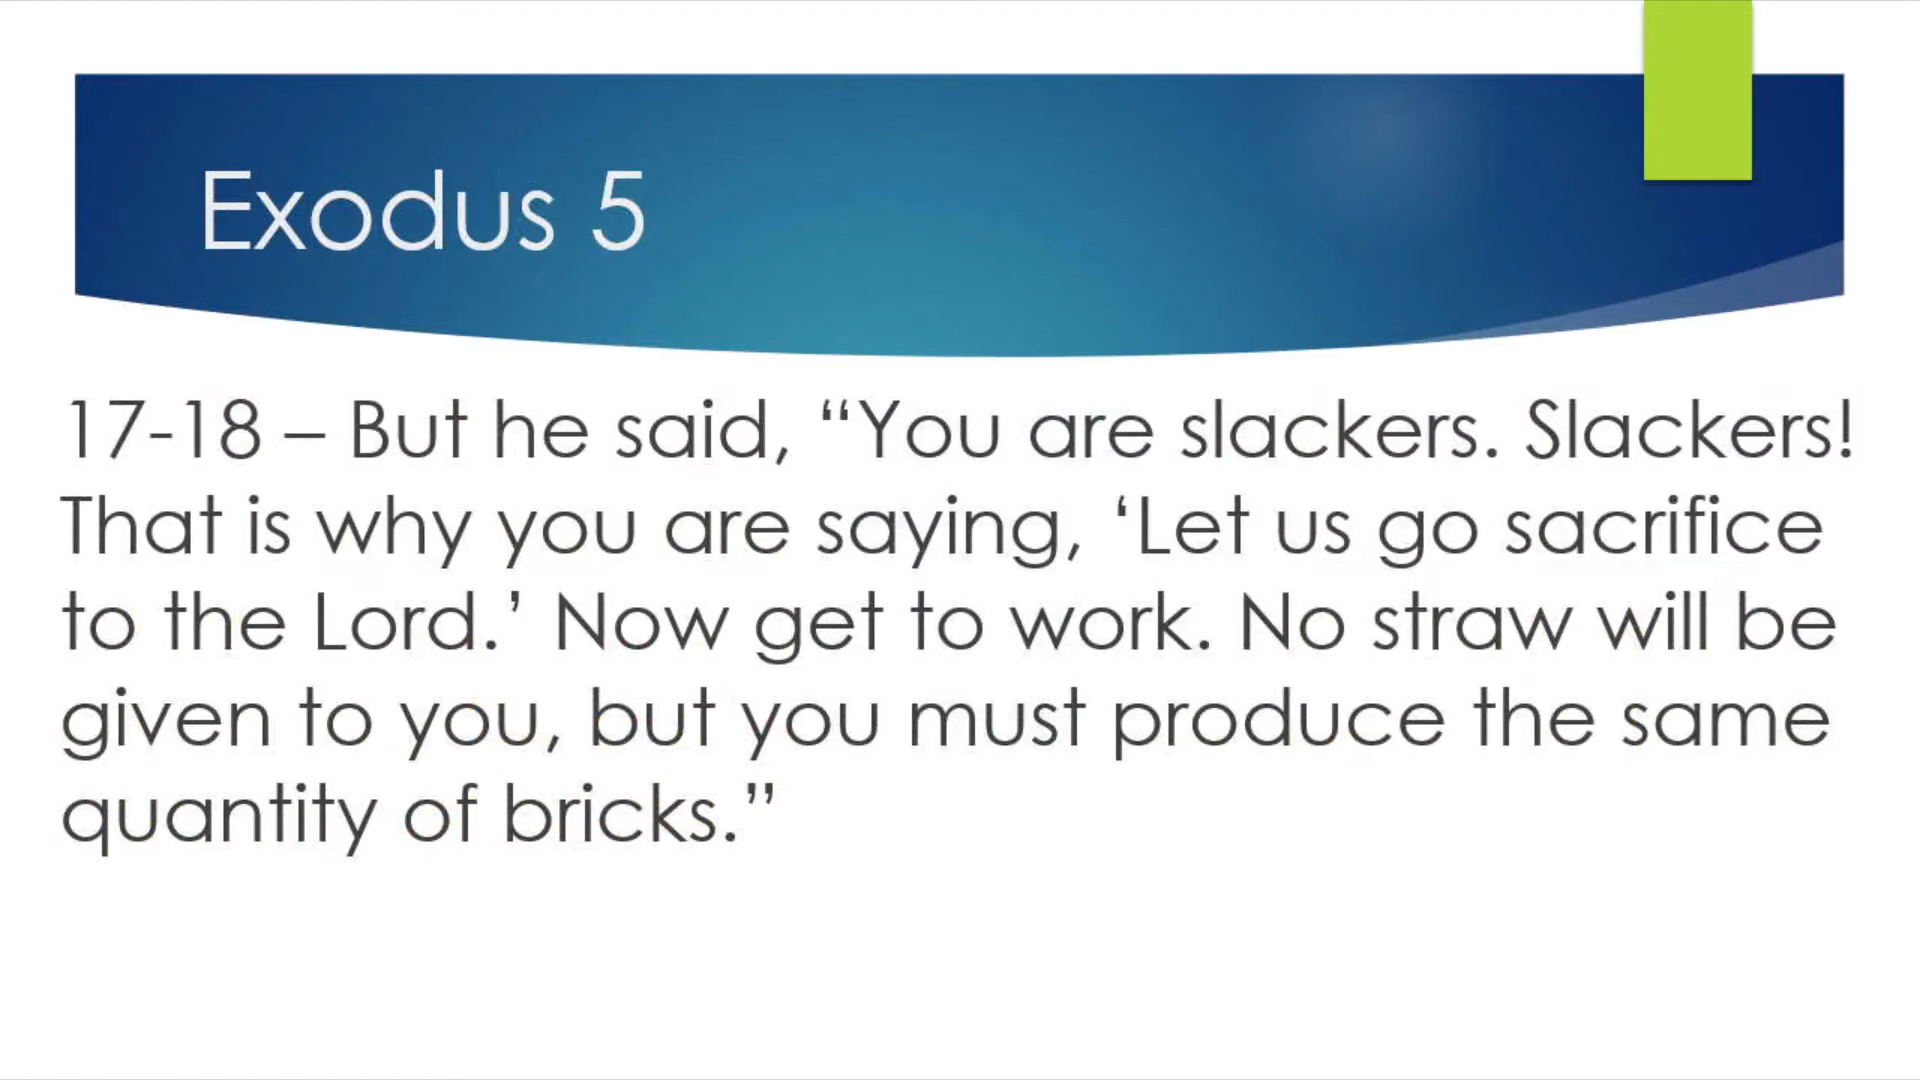 Exodus 5
17-18 – But he said, “You are slackers. Slackers!
That is why you are saying, ‘Let us go sacrifice
to the Lord.’ Now get to work. No straw will be
given to you, but you must produce the same
quantity of bricks.”